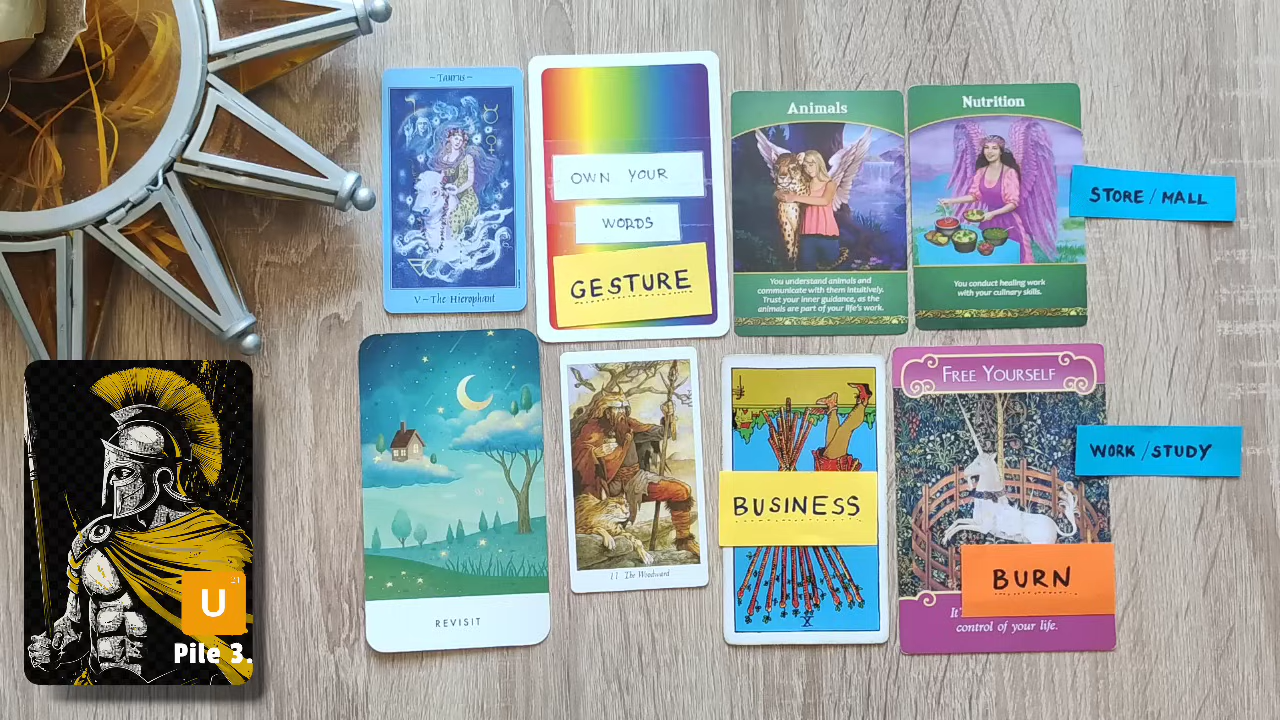 ~ Taurus ~
V ~ The Hierophant
OWN YOUR
WORDS
GESTURE
Animals
You understand animals and
communicate with them intuitively.
Trust your inner guidance, as the
animals are part of your life's work.
Nutrition
You conduct healing work
with your culinary skills.
STORE / MALL
REVISIT
11 The Woodward
BUSINESS
X
FREE YOURSELF
BURN
It'
control of your life.
WORK / STUDY
U
Pile 3.